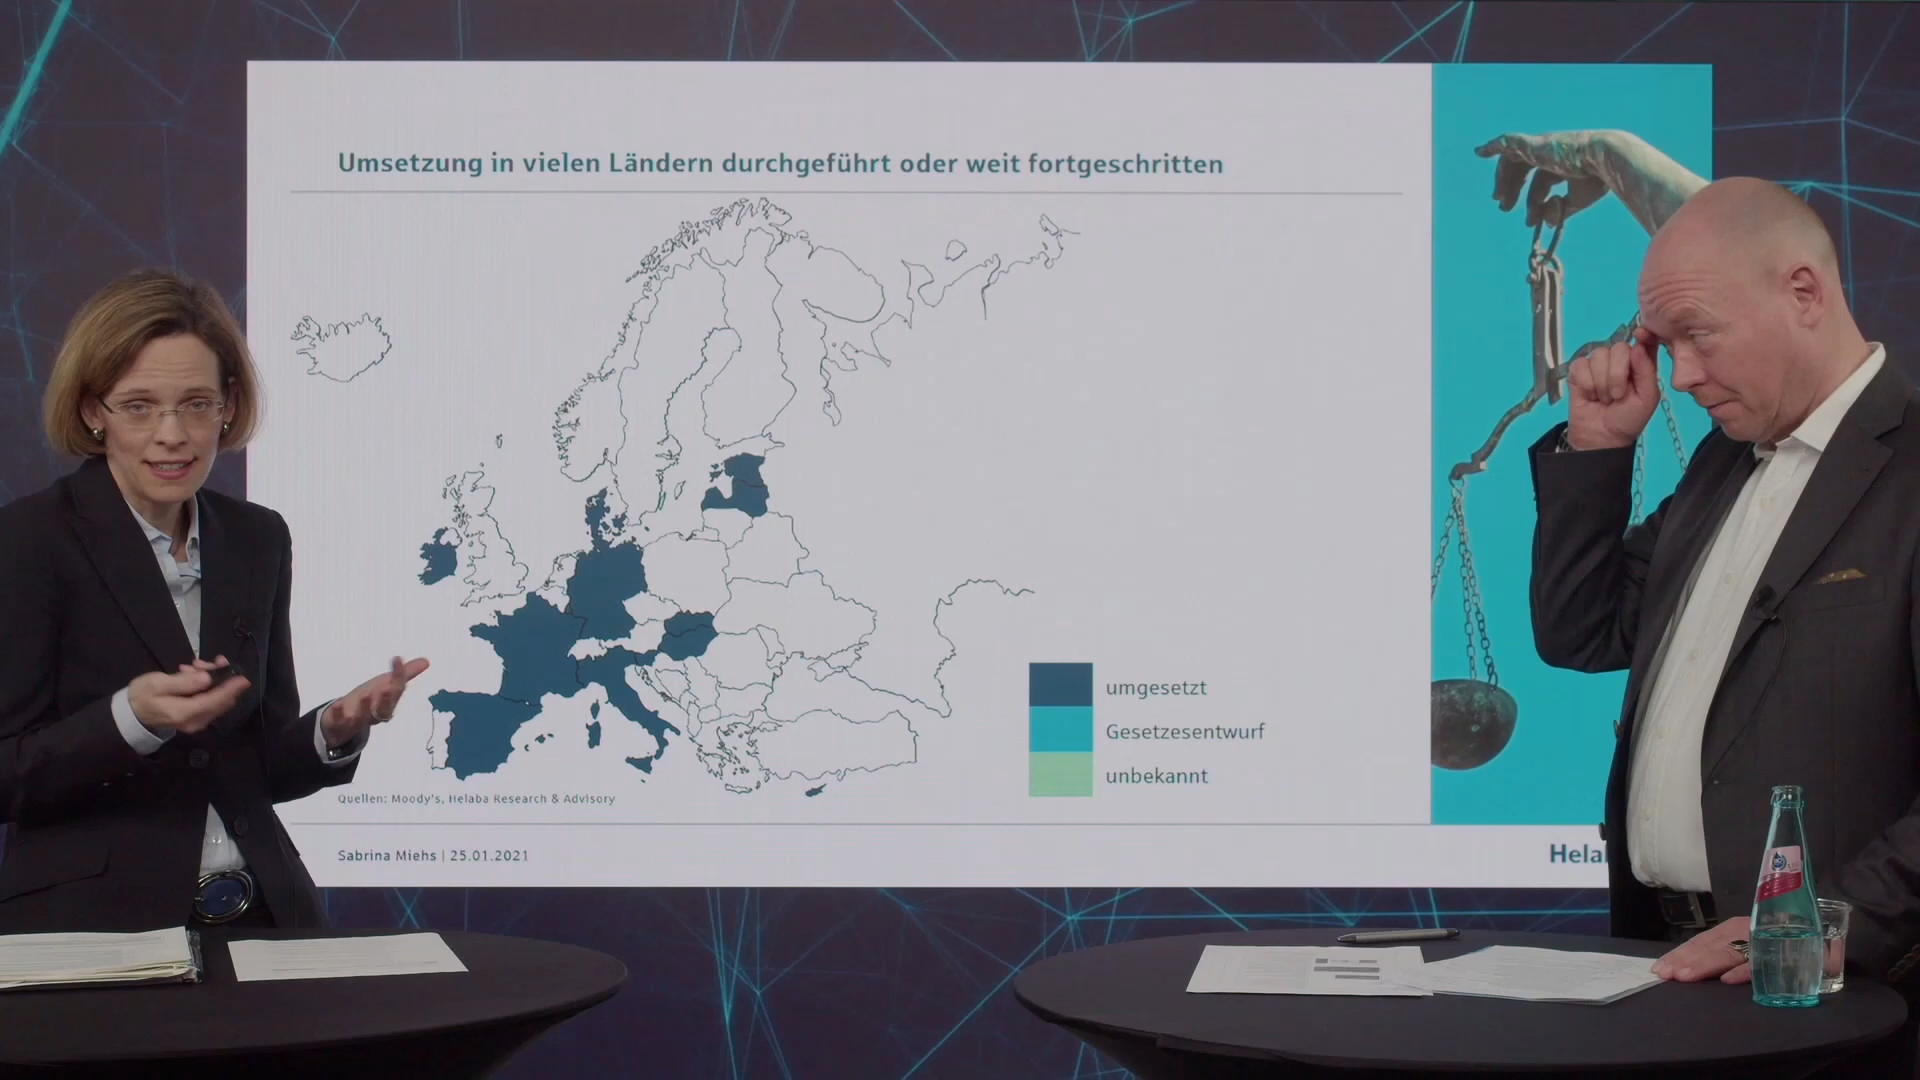 Umsetzung in vielen Ländern durchgeführt oder weit fortgeschritten
umgesetzt
Gesetzesentwurf
unbekannt
Quellen: Moody's, Helaba Research & Advisory
Sabrina Miehs | 25.01.2021
Hela